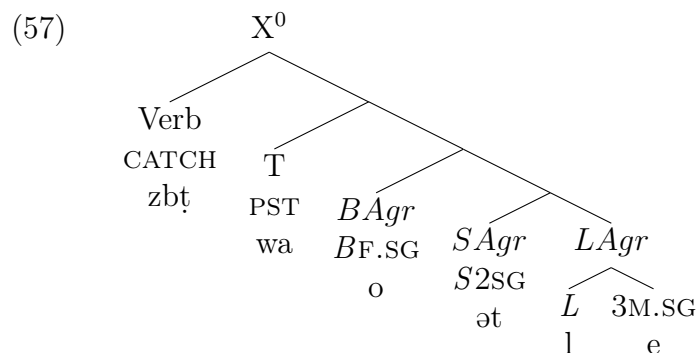 (57) X⁰
Verb
CATCH T
zbṭ PST BAgr
wa BF.SG SAgr LAgr
o S2SG
ət L 3M.SG
l e